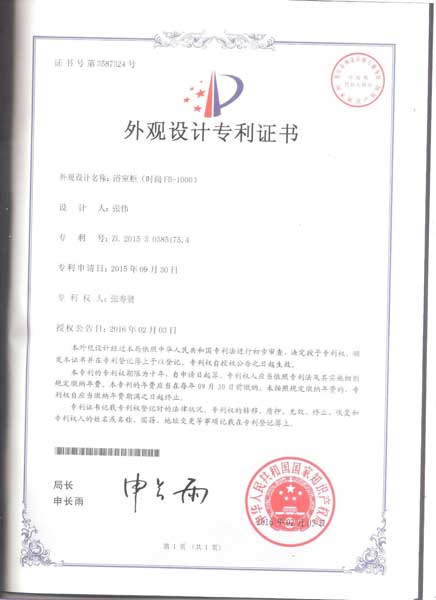 证书号第3587324号
外观设计专利证书
外观设计名称：浴室柜（时尚FB-1000）
设 计 人：张伟
专 利 号：ZL 2015 3 0385175.4
专利申请日：2015年09月30日
专 利 权 人：张寿贤
授权公告日：2016年02月03日
本外观设计经过本局依照中华人民共和国专利法进行初步审查，决定授予专利权，颁
发本证书并在专利登记簿上予以登记。专利权自授权公告之日起生效。
本专利的专利权期限为十年，自申请日起算。专利权人应当依照专利法及其实施细则
规定缴纳年费。本专利的年费应当在每年09月30日前缴纳。未按照规定缴纳年费的，专
利权自应当缴纳年费期满之日起终止。
专利证书记载专利权登记时的法律状况。专利权的转移、质押、无效、终止、恢复和
专利权人的姓名或名称、国籍、地址变更等事项记载在专利登记簿上。
局长
申长雨
申长雨
中华人民共和国国家知识产权局
2016年02月03日
第1页（共1页）